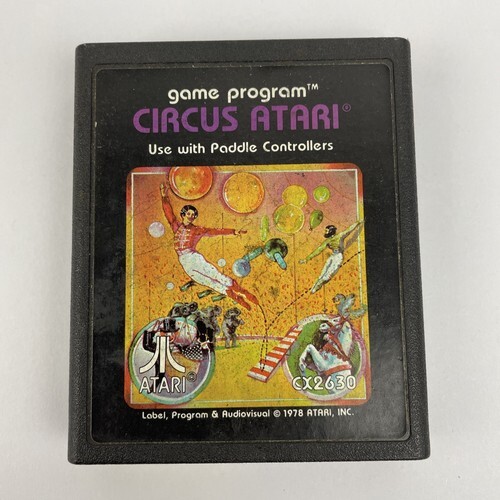 game program™
CIRCUS ATARI®
Use with Paddle Controllers
ATARI®
CX2630
Label, Program & Audiovisual © 1978 ATARI, INC.